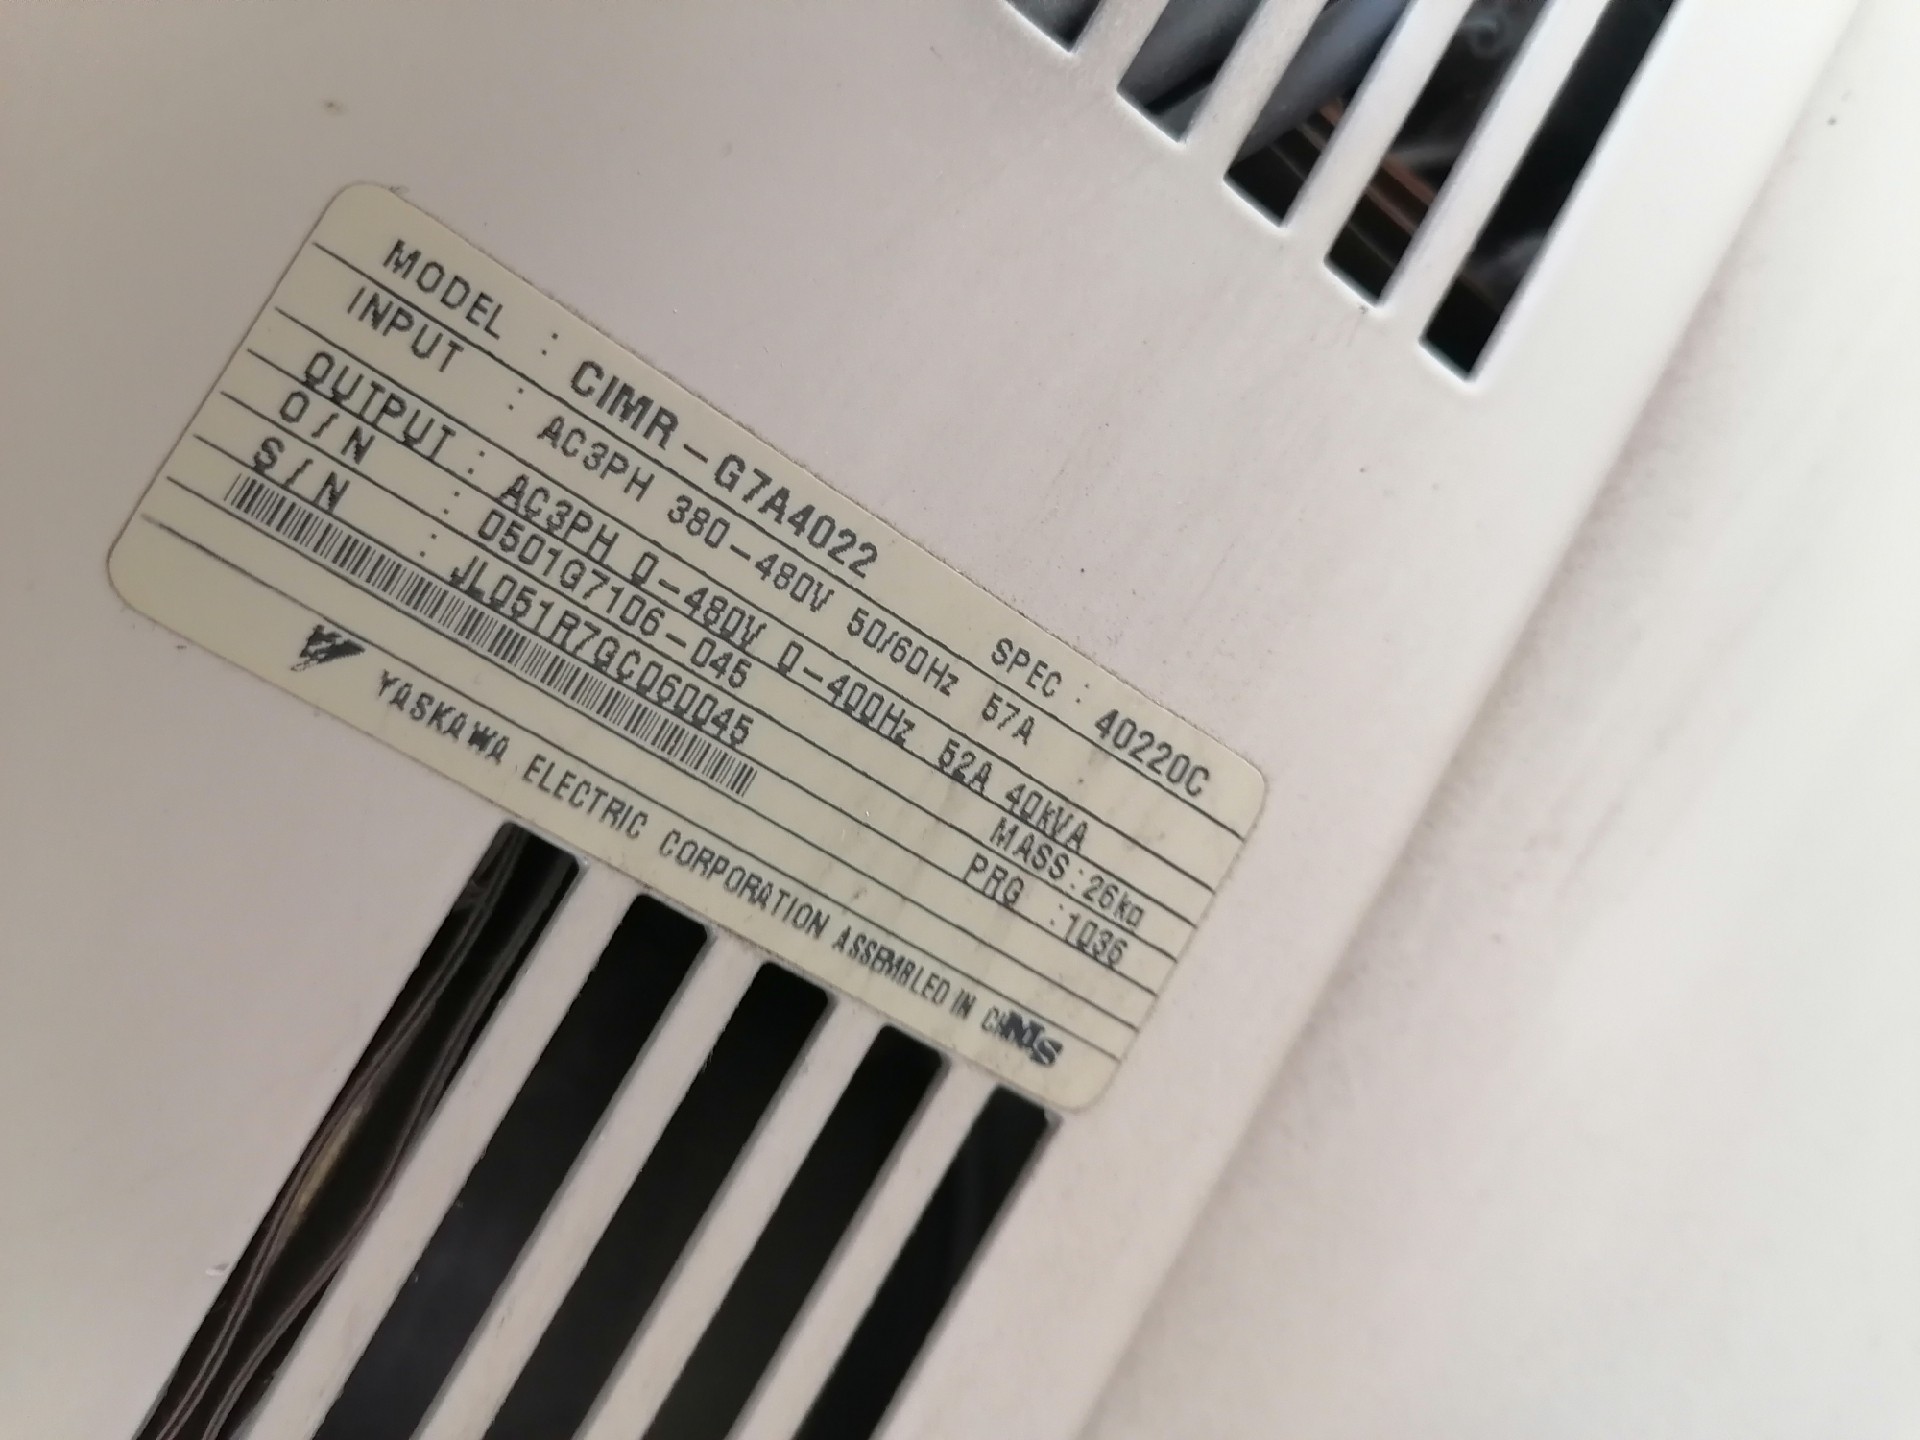 MODEL : CIMR-G7A4022 SPEC : 40220C
INPUT : AC3PH 380-480V 50/60Hz 57A
OUTPUT : AC3PH 0-480V 0-400Hz 52A 40kVA
O/N : 0501G7106-045 MASS : 26kg
S/N : JL051R7GC060045 PRG : 1036
YASKAWA ELECTRIC CORPORATION ASSEMBLED IN